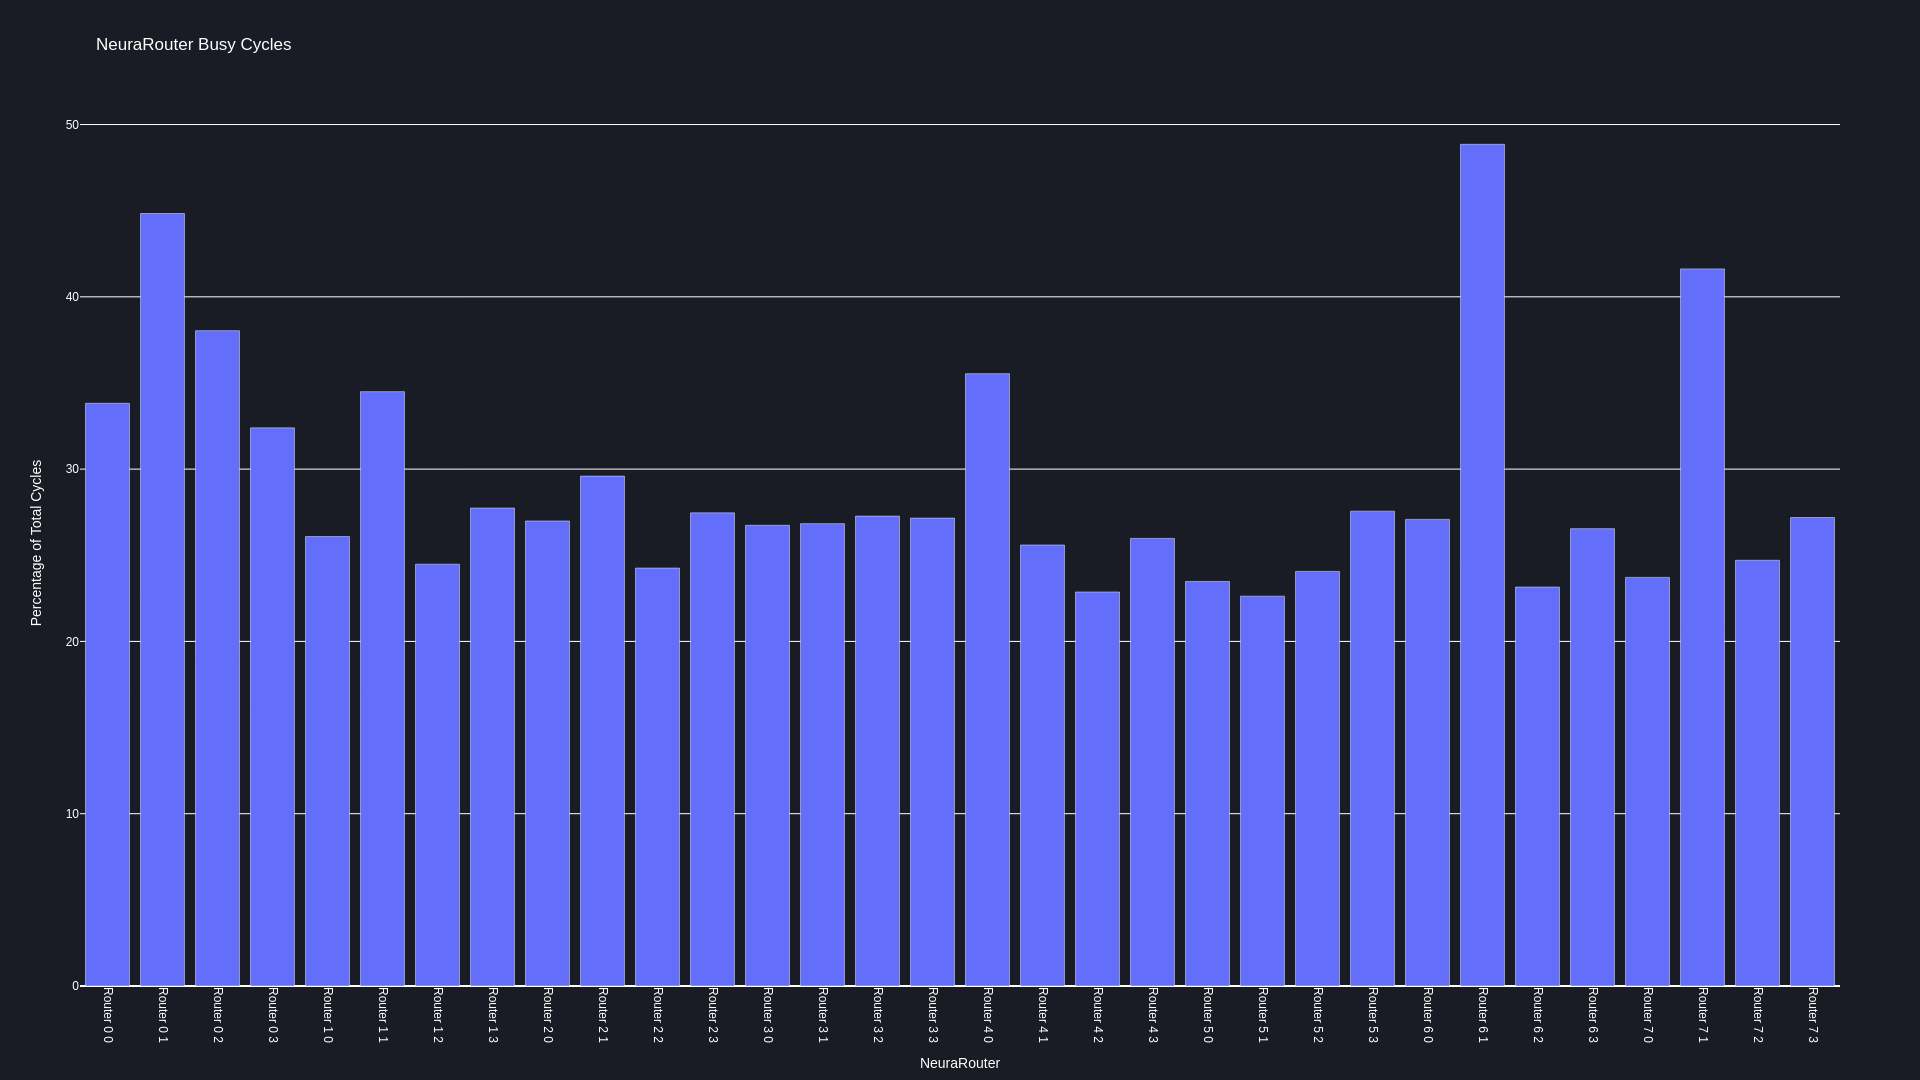 NeuraRouter Busy Cycles
50
40
30
20
10
0
Percentage of Total Cycles
Router 0 0
Router 0 1
Router 0 2
Router 0 3
Router 1 0
Router 1 1
Router 1 2
Router 1 3
Router 2 0
Router 2 1
Router 2 2
Router 2 3
Router 3 0
Router 3 1
Router 3 2
Router 3 3
Router 4 0
Router 4 1
Router 4 2
Router 4 3
Router 5 0
Router 5 1
Router 5 2
Router 5 3
Router 6 0
Router 6 1
Router 6 2
Router 6 3
Router 7 0
Router 7 1
Router 7 2
Router 7 3
NeuraRouter